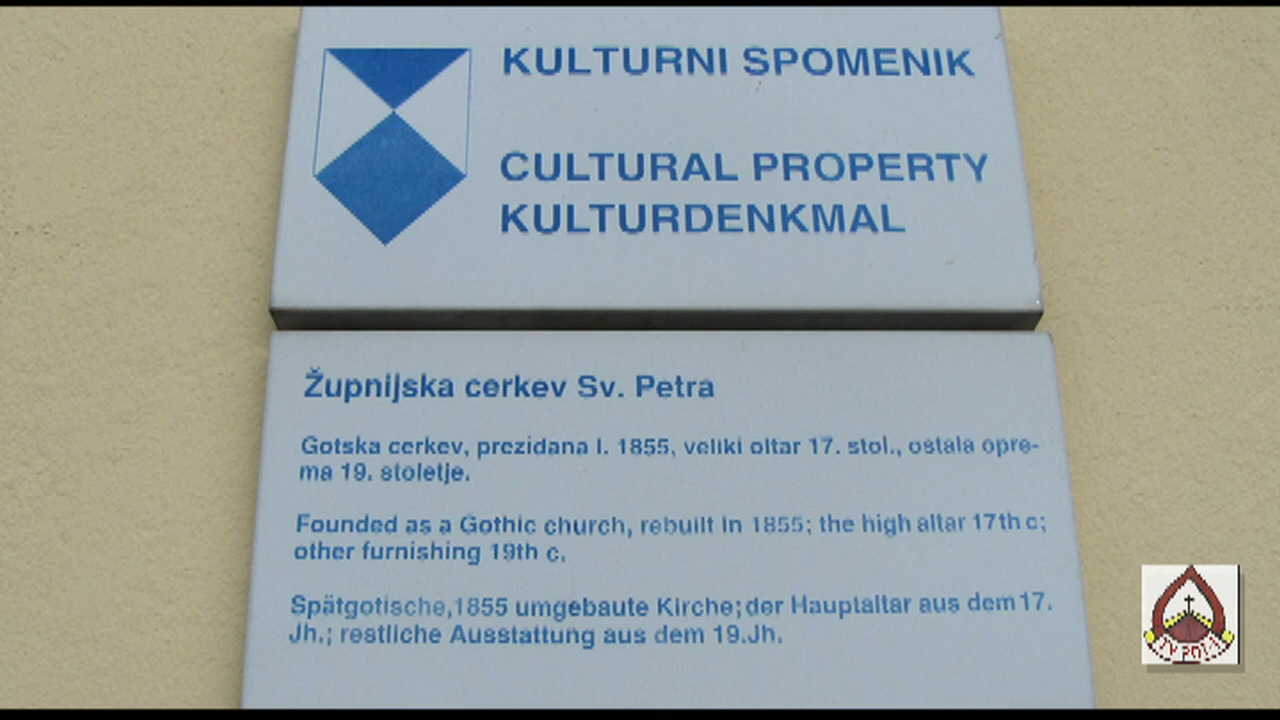 KULTURNI SPOMENIK
CULTURAL PROPERTY
KULTURDENKMAL
Župnijska cerkev Sv. Petra
Gotska cerkev, prezidana l. 1855, veliki oltar 17. stol., ostala opre-
ma 19. stoletje.
Founded as a Gothic church, rebuilt in 1855; the high altar 17th c;
other furnishing 19th c.
Spätgotische,1855 umgebaute Kirche;der Hauptaltar aus dem 17.
Jh.; restliche Ausstattung aus dem 19.Jh.